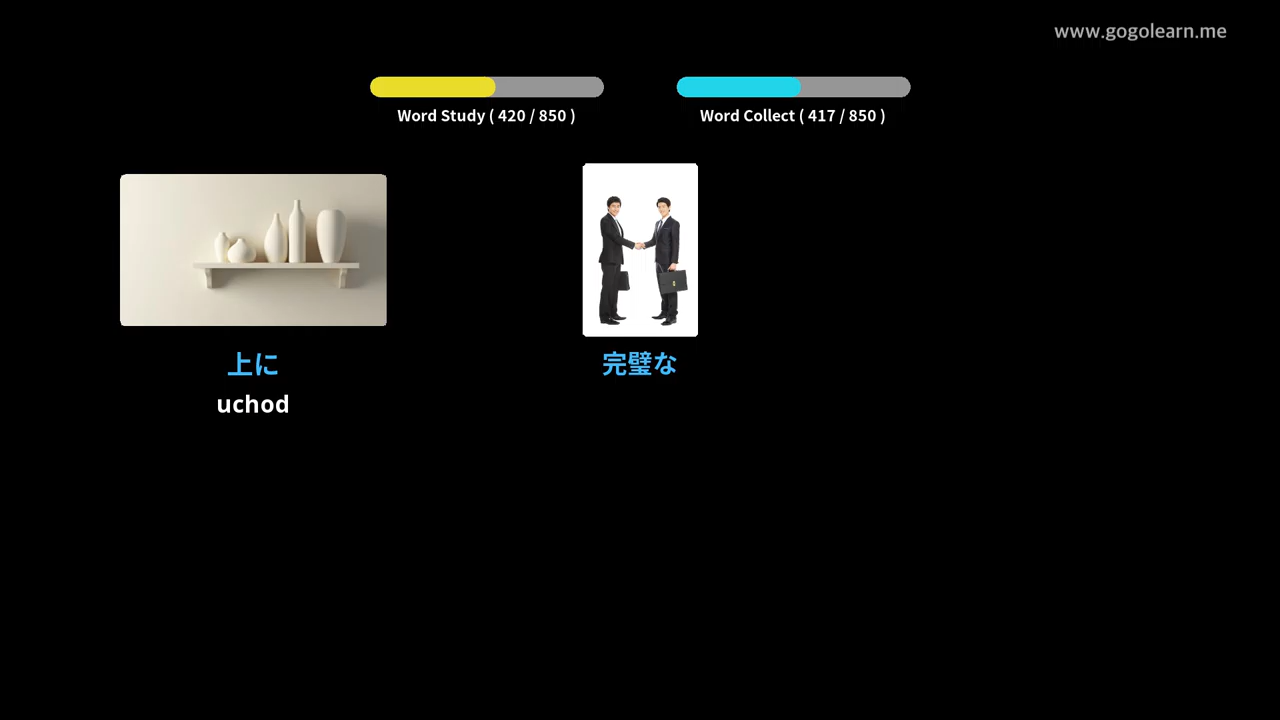 www.gogolearn.me
Word Study ( 420 / 850 )
Word Collect ( 417 / 850 )
上に
uchod
完璧な